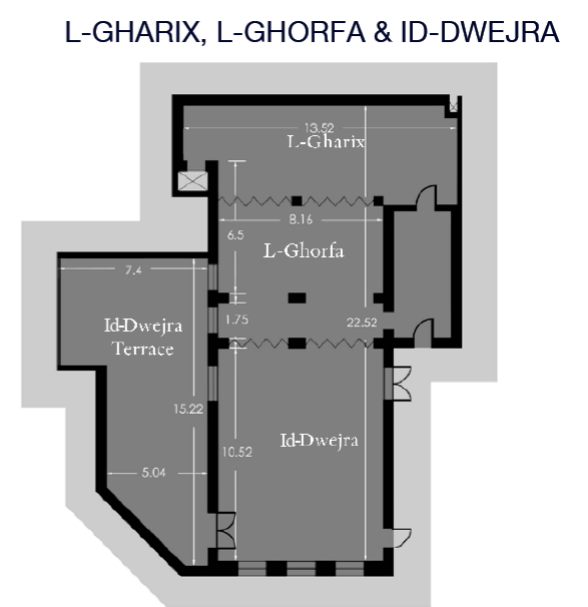 L-GHARIX, L-GHORFA & ID-DWEJRA
13.52
L-Gharix
8.16
6.5
L-Ghorfa
7.4
1.75
22.52
Id-Dwejra
Terrace
15.22
Id-Dwejra
10.52
5.04